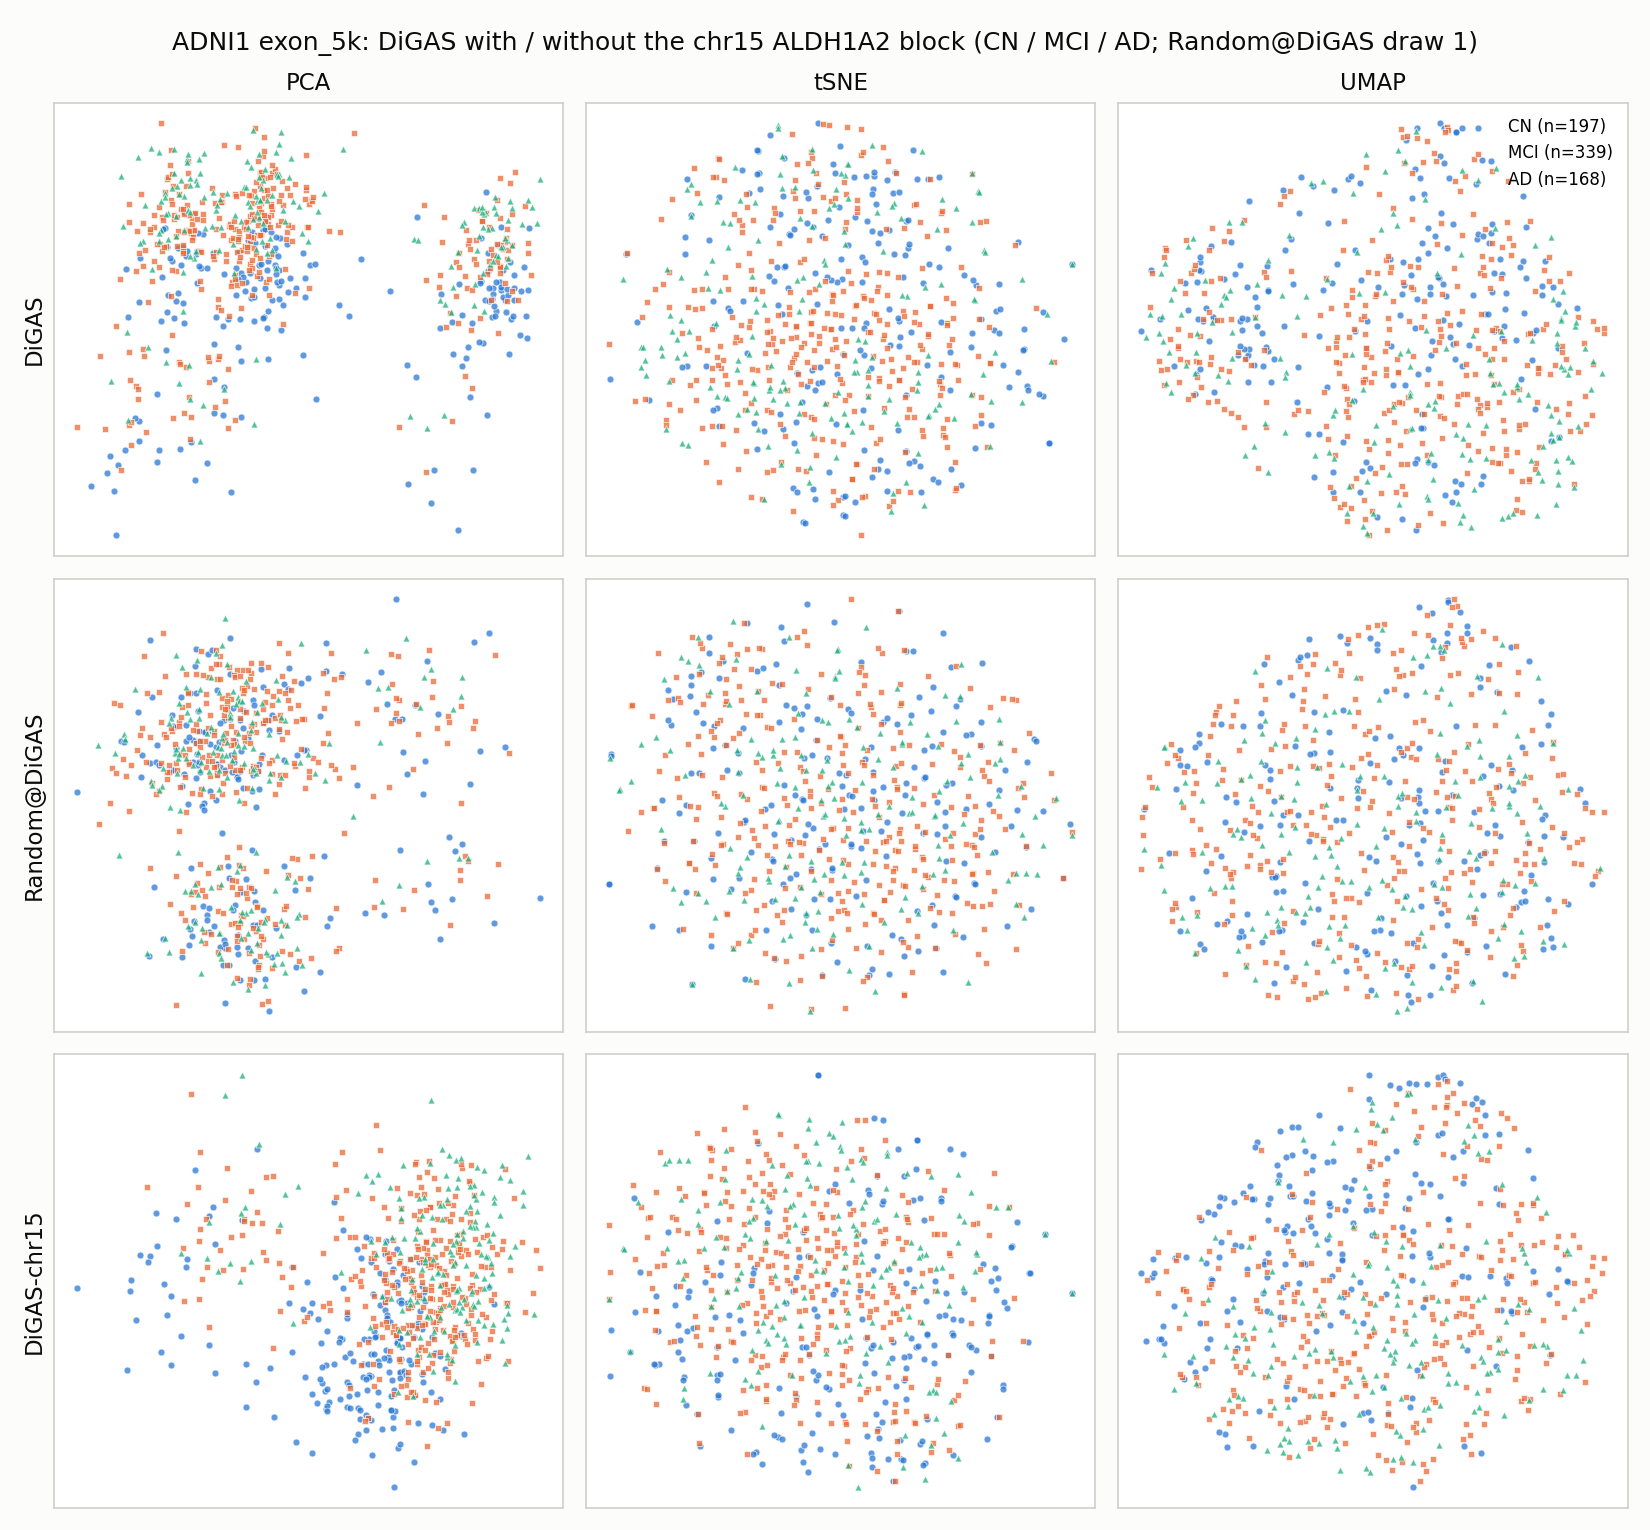 ADNI1 exon_5k: DiGAS with / without the chr15 ALDH1A2 block (CN / MCI / AD; Random@DiGAS draw 1)
PCA
tSNE
UMAP
CN (n=197)
MCI (n=339)
AD (n=168)
DiGAS
Random@DiGAS
DiGAS-chr15